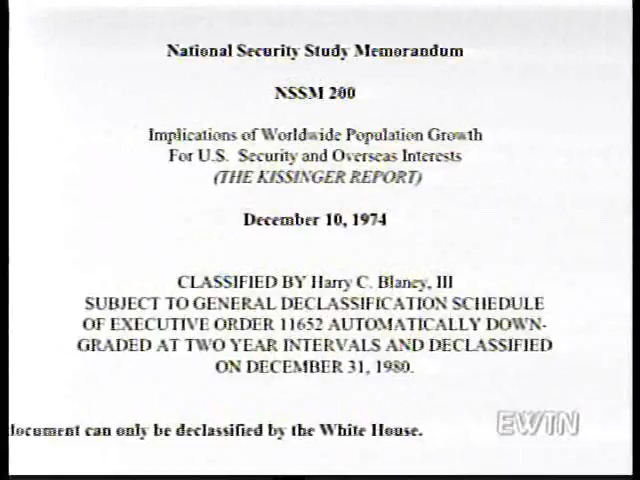 National Security Study Memorandum
NSSM 200
Implications of Worldwide Population Growth
For U.S. Security and Overseas Interests
(THE KISSINGER REPORT)
December 10, 1974
CLASSIFIED BY Harry C. Blaney, III
SUBJECT TO GENERAL DECLASSIFICATION SCHEDULE
OF EXECUTIVE ORDER 11652 AUTOMATICALLY DOWN-
GRADED AT TWO YEAR INTERVALS AND DECLASSIFIED
ON DECEMBER 31, 1980.
document can only be declassified by the White House.
EWTN